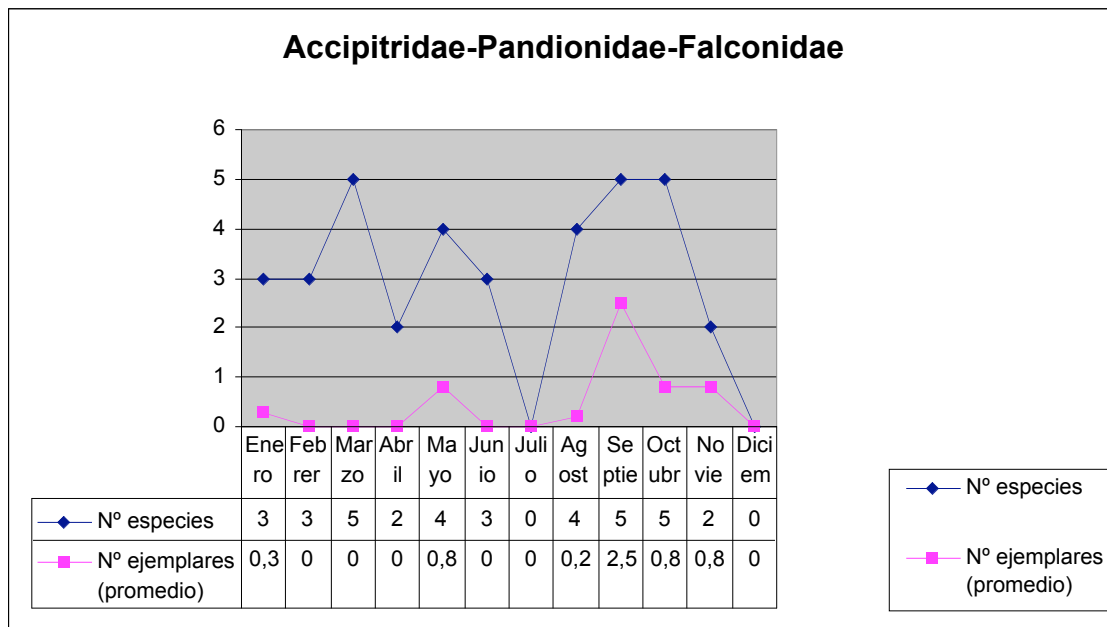 Accipitridae-Pandionidae-Falconidae
6
5
4
3
2
1
0
Ene Feb Mar Abr Ma Jun Juli Ag Se Oct No Dici
ro rer zo il yo io o ost ptie ubr vie em
Nº especies 3 3 5 2 4 3 0 4 5 5 2 0
Nº ejemplares 0,3 0 0 0 0,8 0 0 0,2 2,5 0,8 0,8 0
(promedio)
Nº especies
Nº ejemplares
(promedio)